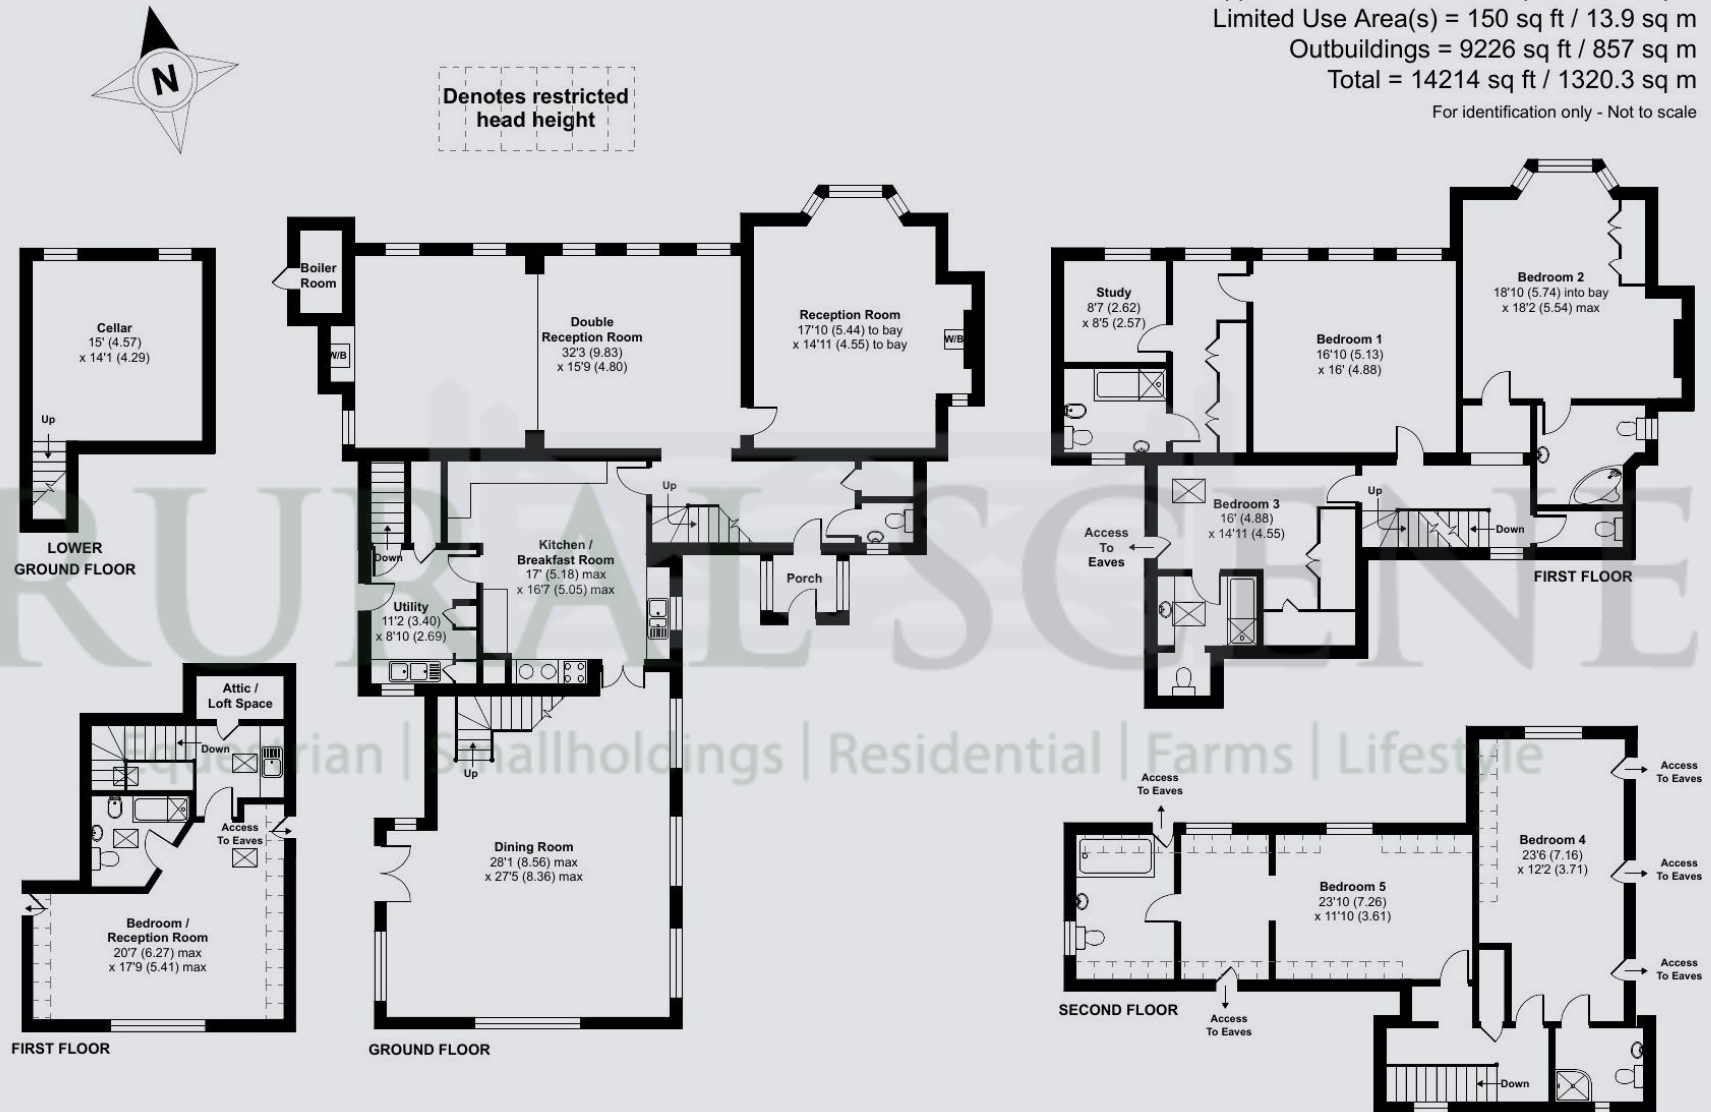 Limited Use Area(s) = 150 sq ft / 13.9 sq m
Outbuildings = 9226 sq ft / 857 sq m
Total = 14214 sq ft / 1320.3 sq m
For identification only - Not to scale
N
Denotes restricted
head height
Cellar
15' (4.57)
x 14'1 (4.29)
Up
LOWER
GROUND FLOOR
Boiler
Room
W/B
Double
Reception Room
32'3 (9.83)
x 15'9 (4.80)
Reception Room
17'10 (5.44) to bay
x 14'11 (4.55) to bay
W/B
Up
Down
Kitchen /
Breakfast Room
17' (5.18) max
x 16'7 (5.05) max
Utility
11'2 (3.40)
x 8'10 (2.69)
Porch
Up
Dining Room
28'1 (8.56) max
x 27'5 (8.36) max
GROUND FLOOR
Study
8'7 (2.62)
x 8'5 (2.57)
Bedroom 1
16'10 (5.13)
x 16' (4.88)
Bedroom 2
18'10 (5.74) into bay
x 18'2 (5.54) max
Bedroom 3
16' (4.88)
x 14'11 (4.55)
Access
To
Eaves
Up
Down
FIRST FLOOR
RURAL SCENE
Equestrian | Smallholdings | Residential | Farms | Lifestyle
Attic /
Loft Space
Down
Access
To Eaves
Bedroom /
Reception Room
20'7 (6.27) max
x 17'9 (5.41) max
FIRST FLOOR
Access
To Eaves
Bedroom 5
23'10 (7.26)
x 11'10 (3.61)
Access
To Eaves
Bedroom 4
23'6 (7.16)
x 12'2 (3.71)
Access
To Eaves
Access
To Eaves
Access
To Eaves
Down
SECOND FLOOR